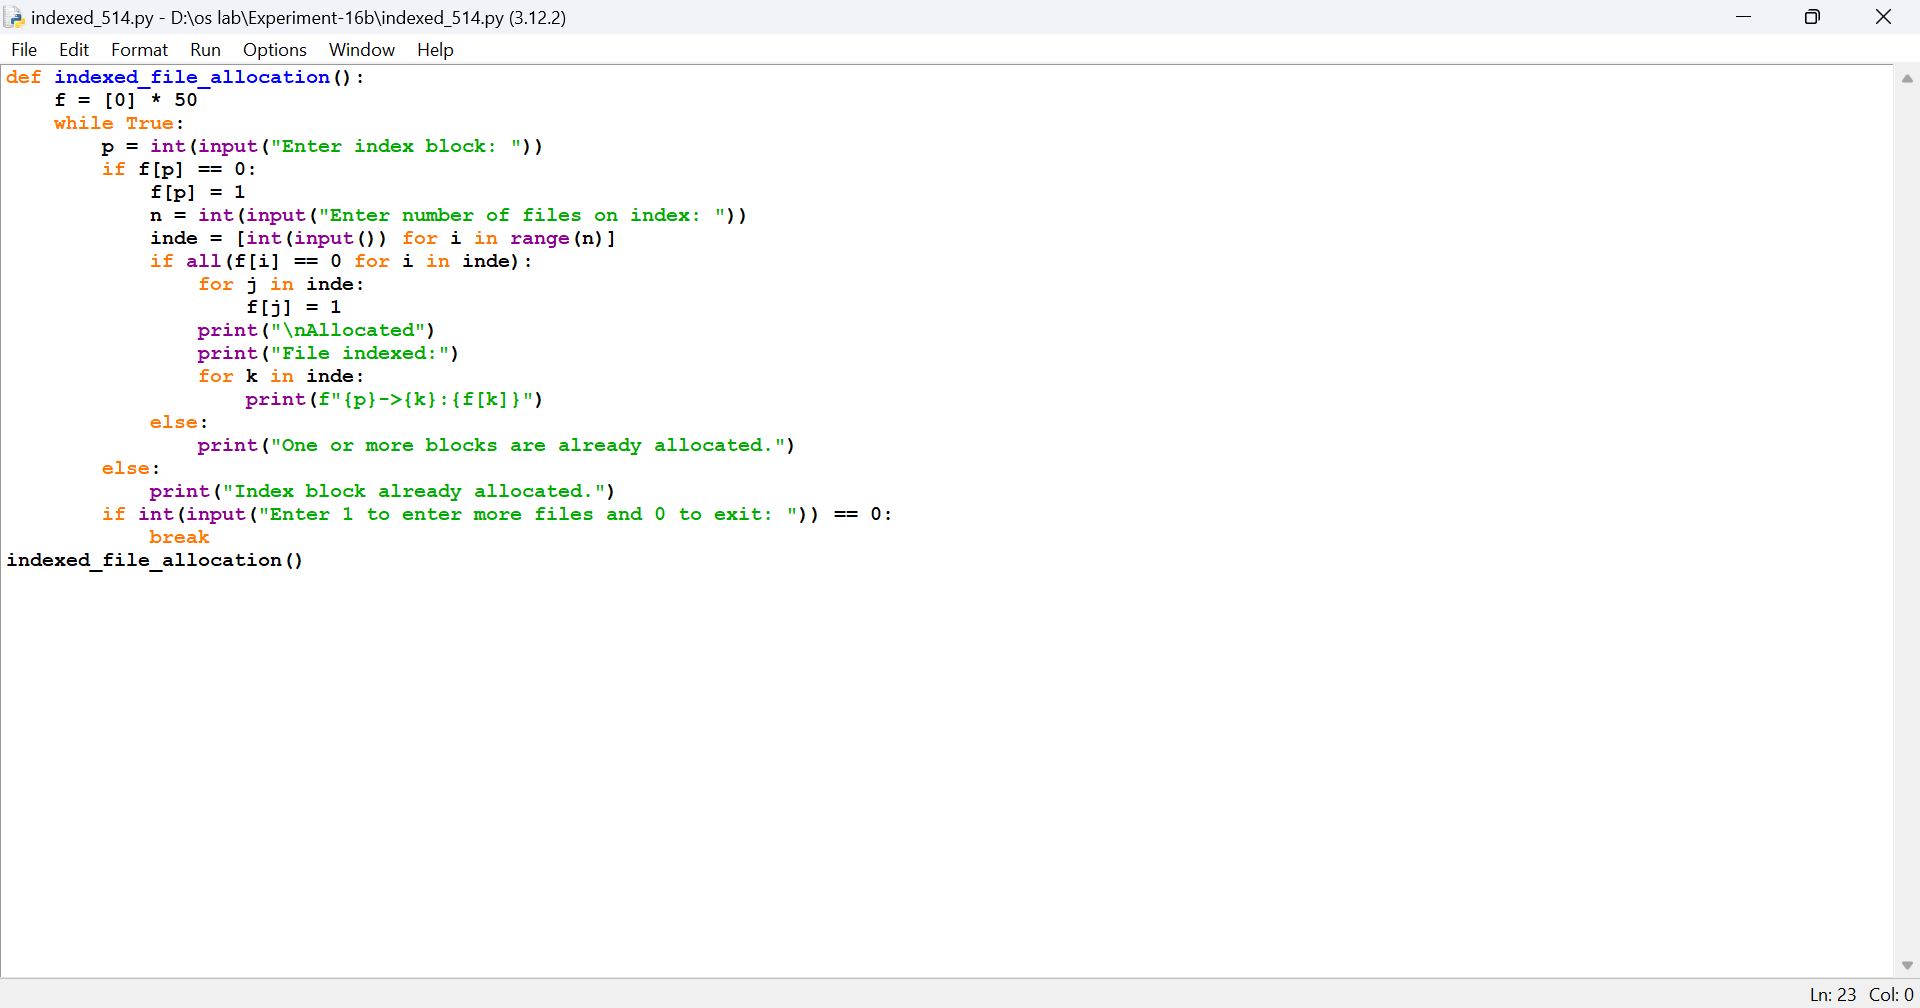 indexed_514.py - D:\os lab\Experiment-16b\indexed_514.py (3.12.2)
File Edit Format Run Options Window Help
def indexed_file_allocation():
    f = [0] * 50
    while True:
        p = int(input("Enter index block: "))
        if f[p] == 0:
            f[p] = 1
            n = int(input("Enter number of files on index: "))
            inde = [int(input()) for i in range(n)]
            if all(f[i] == 0 for i in inde):
                for j in inde:
                    f[j] = 1
                print("\nAllocated")
                print("File indexed:")
                for k in inde:
                    print(f"{p}->{k}:{f[k]}")
            else:
                print("One or more blocks are already allocated.")
        else:
            print("Index block already allocated.")
        if int(input("Enter 1 to enter more files and 0 to exit: ")) == 0:
            break
indexed_file_allocation()
Ln: 23 Col: 0